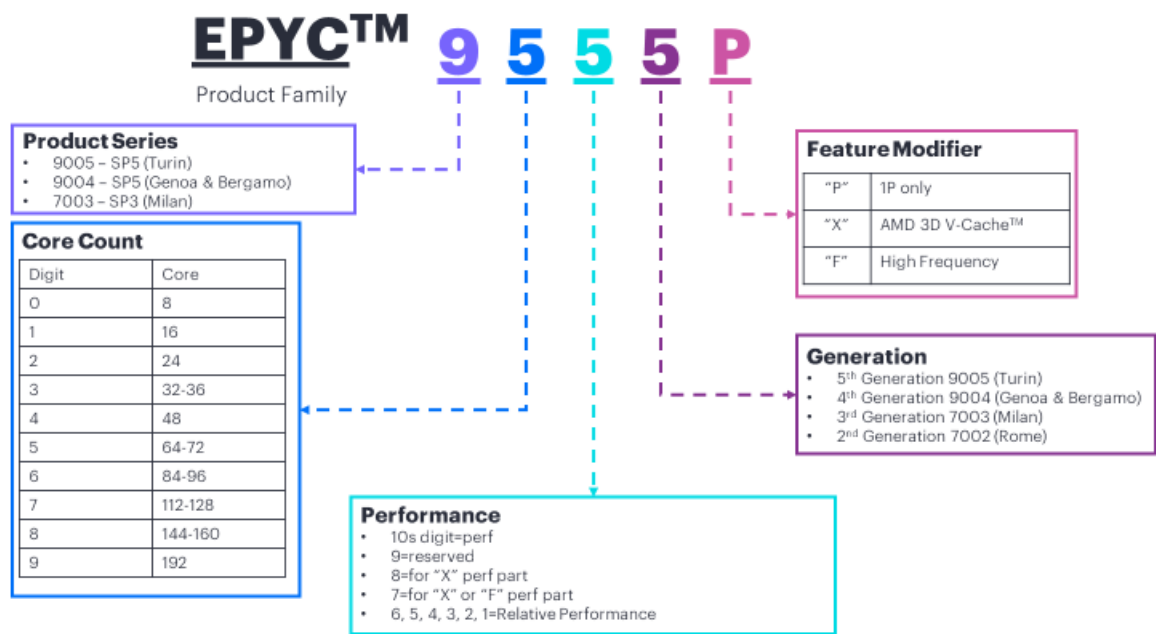 EPYC™ 9 5 5 5 P
Product Family
Product Series
• 9005 – SP5 (Turin)
• 9004 – SP5 (Genoa & Bergamo)
• 7003 – SP3 (Milan)
Core Count
Digit Core
0 8
1 16
2 24
3 32-36
4 48
5 64-72
6 84-96
7 112-128
8 144-160
9 192
Performance
• 10s digit=perf
• 9=reserved
• 8=for “X” perf part
• 7=for “X” or “F” perf part
• 6, 5, 4, 3, 2, 1=Relative Performance
Feature Modifier
“P” 1P only
“X” AMD 3D V-Cache™
“F” High Frequency
Generation
• 5th Generation 9005 (Turin)
• 4th Generation 9004 (Genoa & Bergamo)
• 3rd Generation 7003 (Milan)
• 2nd Generation 7002 (Rome)